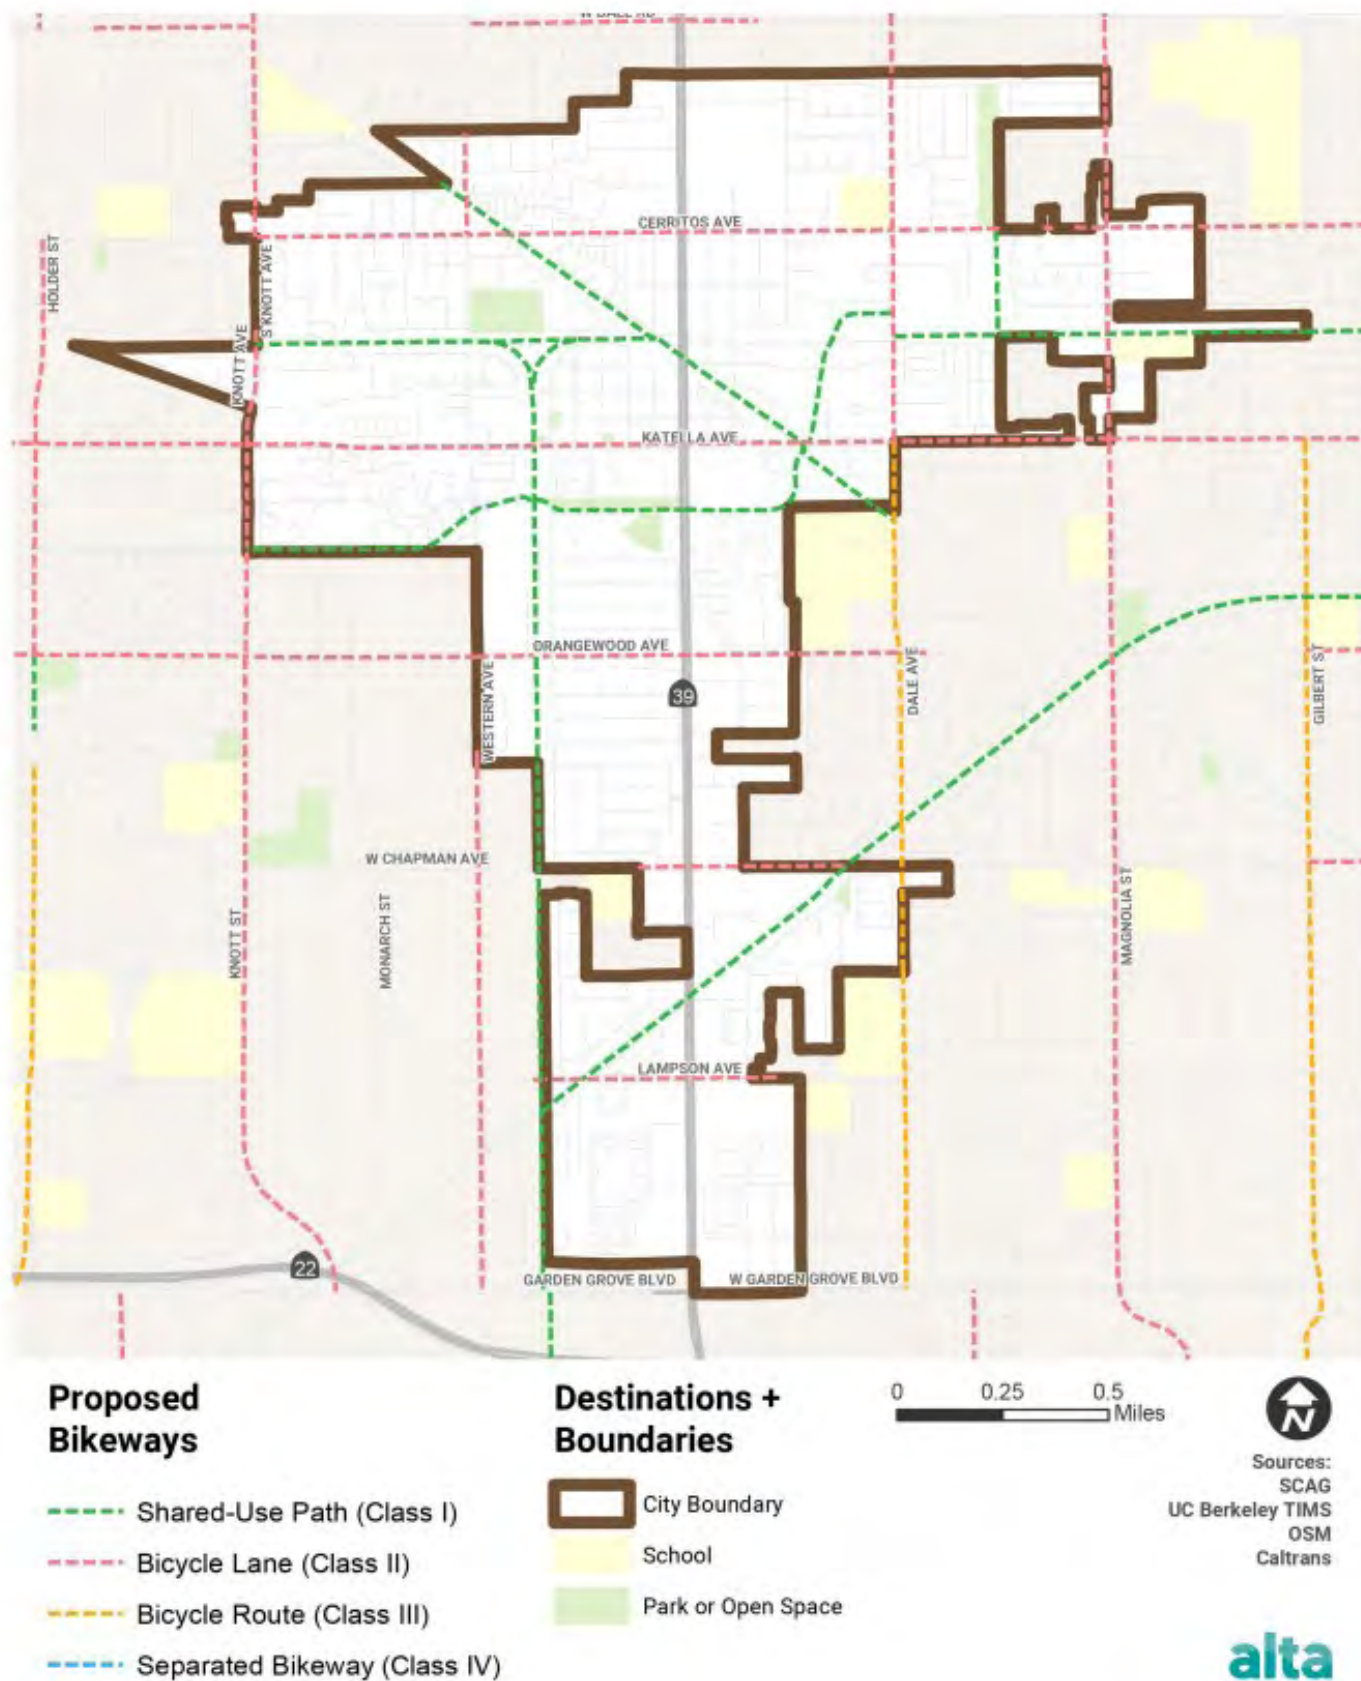 W BALL RD
CERRITOS AVE
HOLDER ST
S KNOTT AVE
KNOTT AVE
KATELLA AVE
ORANGEWOOD AVE
WESTERN AVE
39
DALE AVE
GILBERT ST
W CHAPMAN AVE
MONARCH ST
KNOTT ST
MAGNOLIA ST
LAMPSON AVE
22
GARDEN GROVE BLVD
W GARDEN GROVE BLVD
Proposed
Bikeways
Shared-Use Path (Class I)
Bicycle Lane (Class II)
Bicycle Route (Class III)
Separated Bikeway (Class IV)
Destinations +
Boundaries
City Boundary
School
Park or Open Space
0 0.25 0.5
Miles
N
Sources:
SCAG
UC Berkeley TIMS
OSM
Caltrans
alta